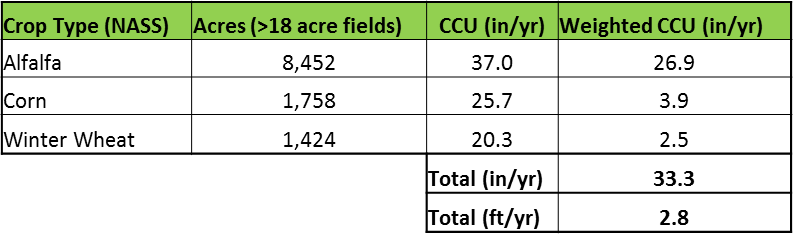 Crop Type (NASS) Acres (>18 acre fields) CCU (in/yr) Weighted CCU (in/yr)
Alfalfa 8,452 37.0 26.9
Corn 1,758 25.7 3.9
Winter Wheat 1,424 20.3 2.5
Total (in/yr) 33.3
Total (ft/yr) 2.8